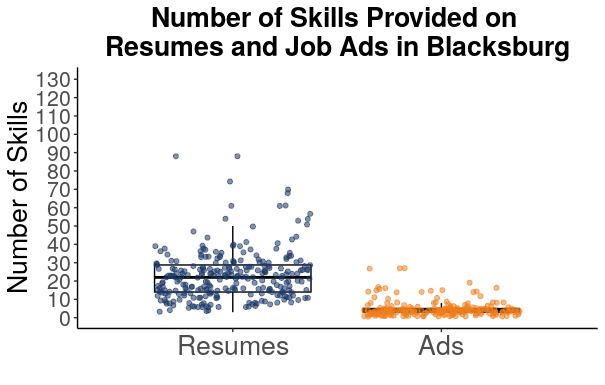 Number of Skills Provided on
Resumes and Job Ads in Blacksburg
Number of Skills
130
120
110
100
90
80
70
60
50
40
30
20
10
0
Resumes
Ads